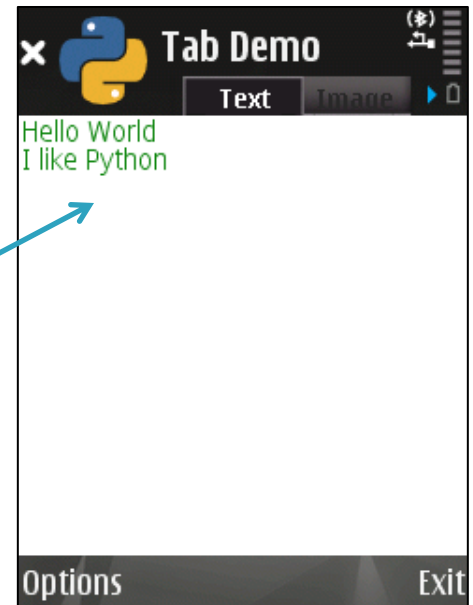 Tab Demo
Text Image
Hello World
I like Python
Options Exit